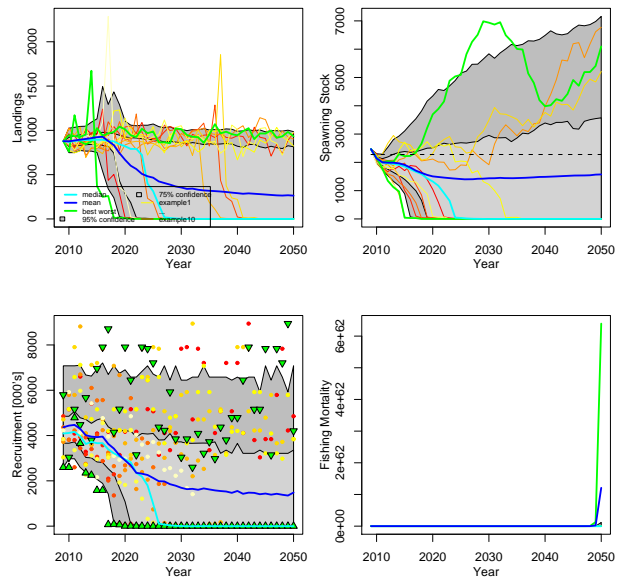 2000
1500
1000
500
0
Landings
median
mean
best worst
95% confidence
75% confidence
example1
...
example10
2010 2020 2030 2040 2050
Year
7000
5000
3000
1000
0
Spawning Stock
2010 2020 2030 2040 2050
Year
8000
6000
4000
2000
0
Recruitment [000's]
2010 2020 2030 2040 2050
Year
6e+62
4e+62
2e+62
0e+00
Fishing Mortality
2010 2020 2030 2040 2050
Year